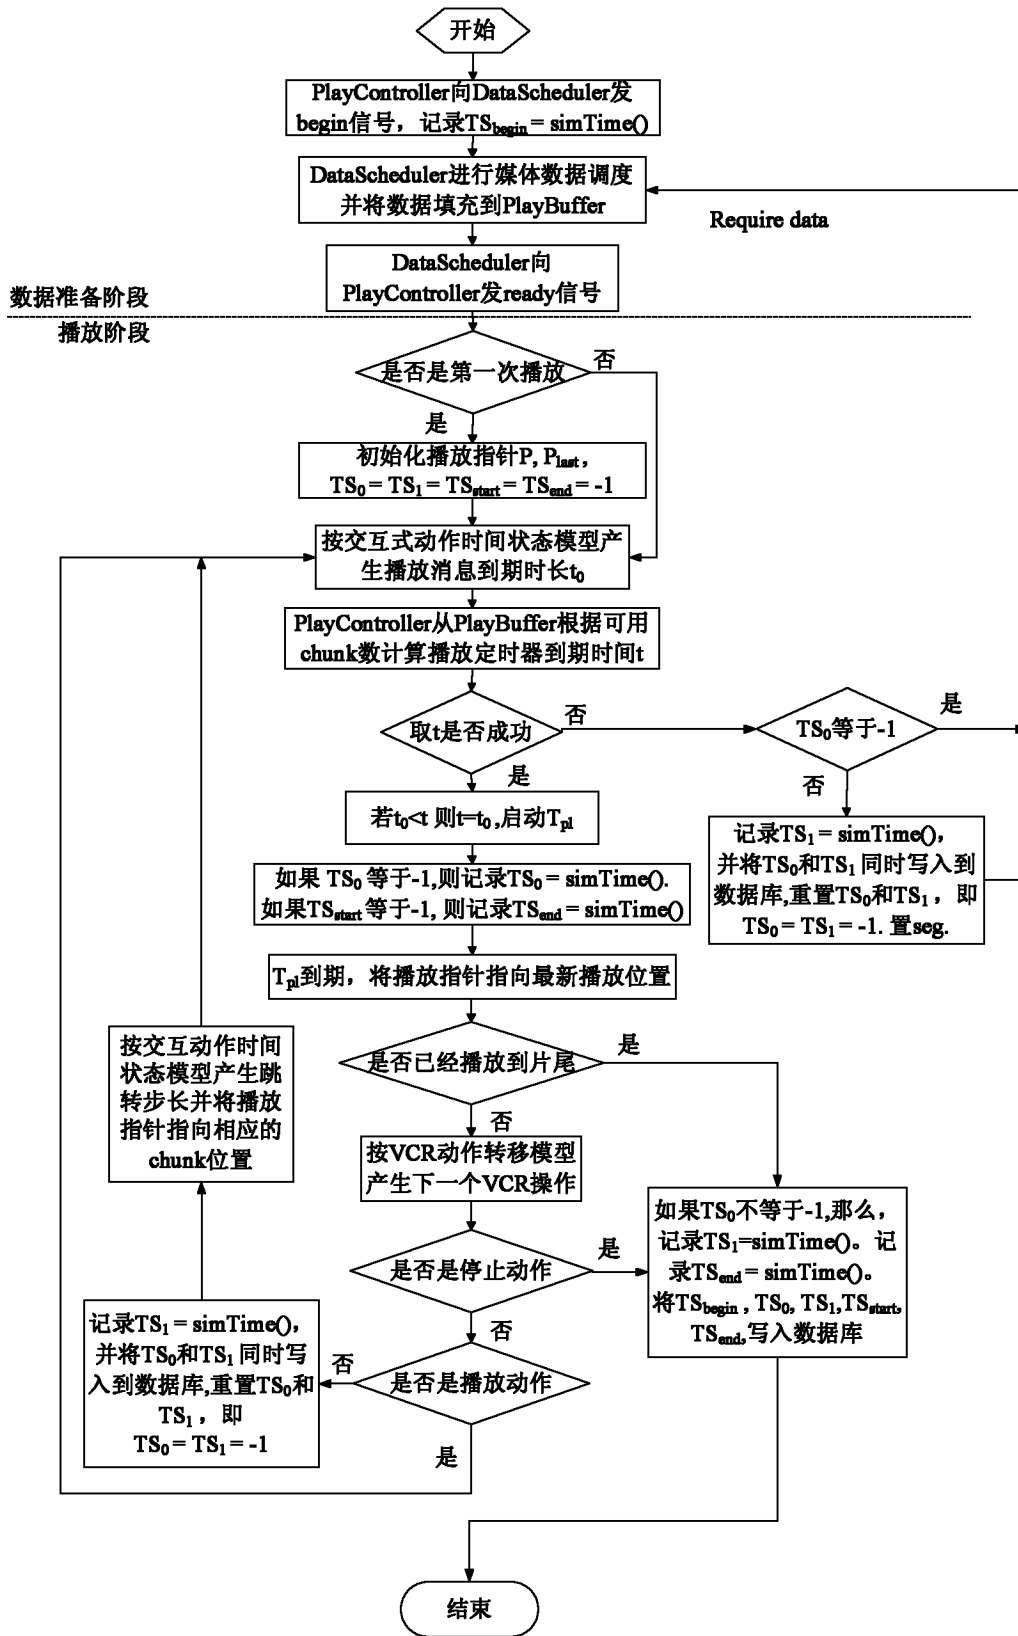 开始
PlayController向DataScheduler发
begin信号，记录TSbegin = simTime()
DataScheduler进行媒体数据调度
并将数据填充到PlayBuffer
Require data
DataScheduler向
PlayController发ready信号
数据准备阶段
播放阶段
是否是第一次播放
否
是
初始化播放指针P, Plast,
TS0 = TS1 = TSstart = TSend = -1
按交互式动作时间状态模型产
生播放消息到期时长t0
PlayController从PlayBuffer根据可用
chunk数计算播放定时器到期时间t
取t是否成功
否
TS0等于-1
是
是
否
若t0<t 则t=t0 ,启动Tpl
记录TS1 = simTime(),
并将TS0和TS1 同时写入到
数据库,重置TS0和TS1 ，即
TS0 = TS1 = -1. 置seg.
如果 TS0 等于-1,则记录TS0 = simTime().
如果TSstart 等于-1, 则记录TSend = simTime()
Tpl到期，将播放指针指向最新播放位置
是否已经播放到片尾
是
否
按交互动作时间
状态模型产生跳
转步长并将播放
指针指向相应的
chunk位置
按VCR动作转移模型
产生下一个VCR操作
如果TS0不等于-1,那么，
记录TS1=simTime()。记
录TSend = simTime()。
将TSbegin , TS0, TS1,TSstart,
TSend,写入数据库
是否是停止动作
是
否
记录TS1 = simTime(),
并将TS0和TS1 同时写
入到数据库,重置TS0和
TS1 ，即
TS0 = TS1 = -1
否
是否是播放动作
是
结束